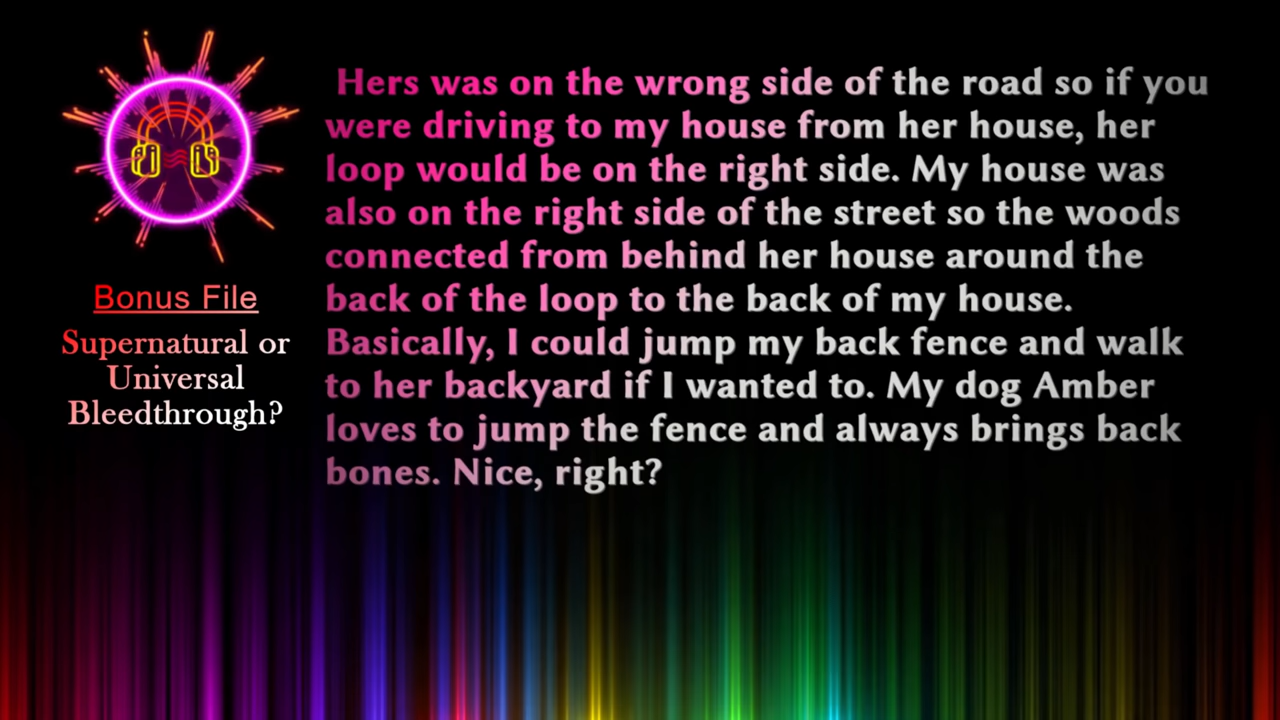 Bonus File
Supernatural or
Universal
Bleedthrough?
Hers was on the wrong side of the road so if you
were driving to my house from her house, her
loop would be on the right side. My house was
also on the right side of the street so the woods
connected from behind her house around the
back of the loop to the back of my house.
Basically, I could jump my back fence and walk
to her backyard if I wanted to. My dog Amber
loves to jump the fence and always brings back
bones. Nice, right?